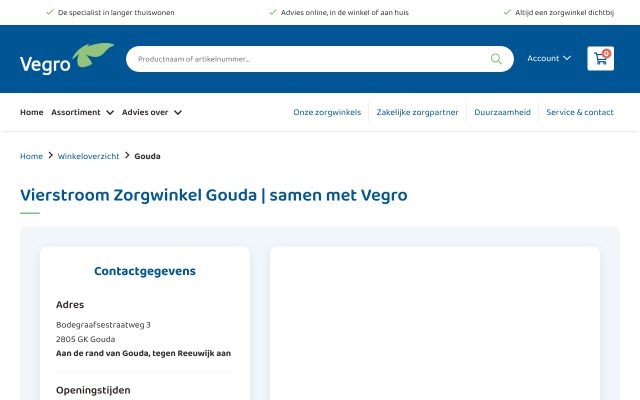 De specialist in langer thuiswonen
Advies online, in de winkel of aan huis
Altijd een zorgwinkel dichtbij
Vegro
Productnaam of artikelnummer...
Account
0
Home
Assortiment
Advies over
Onze zorgwinkels
Zakelijke zorgpartner
Duurzaamheid
Service & contact
Home
Winkeloverzicht
Gouda
Vierstroom Zorgwinkel Gouda | samen met Vegro
Contactgegevens
Adres
Bodegraafsestraatweg 3
2805 GK Gouda
Aan de rand van Gouda, tegen Reeuwijk aan
Openingstijden